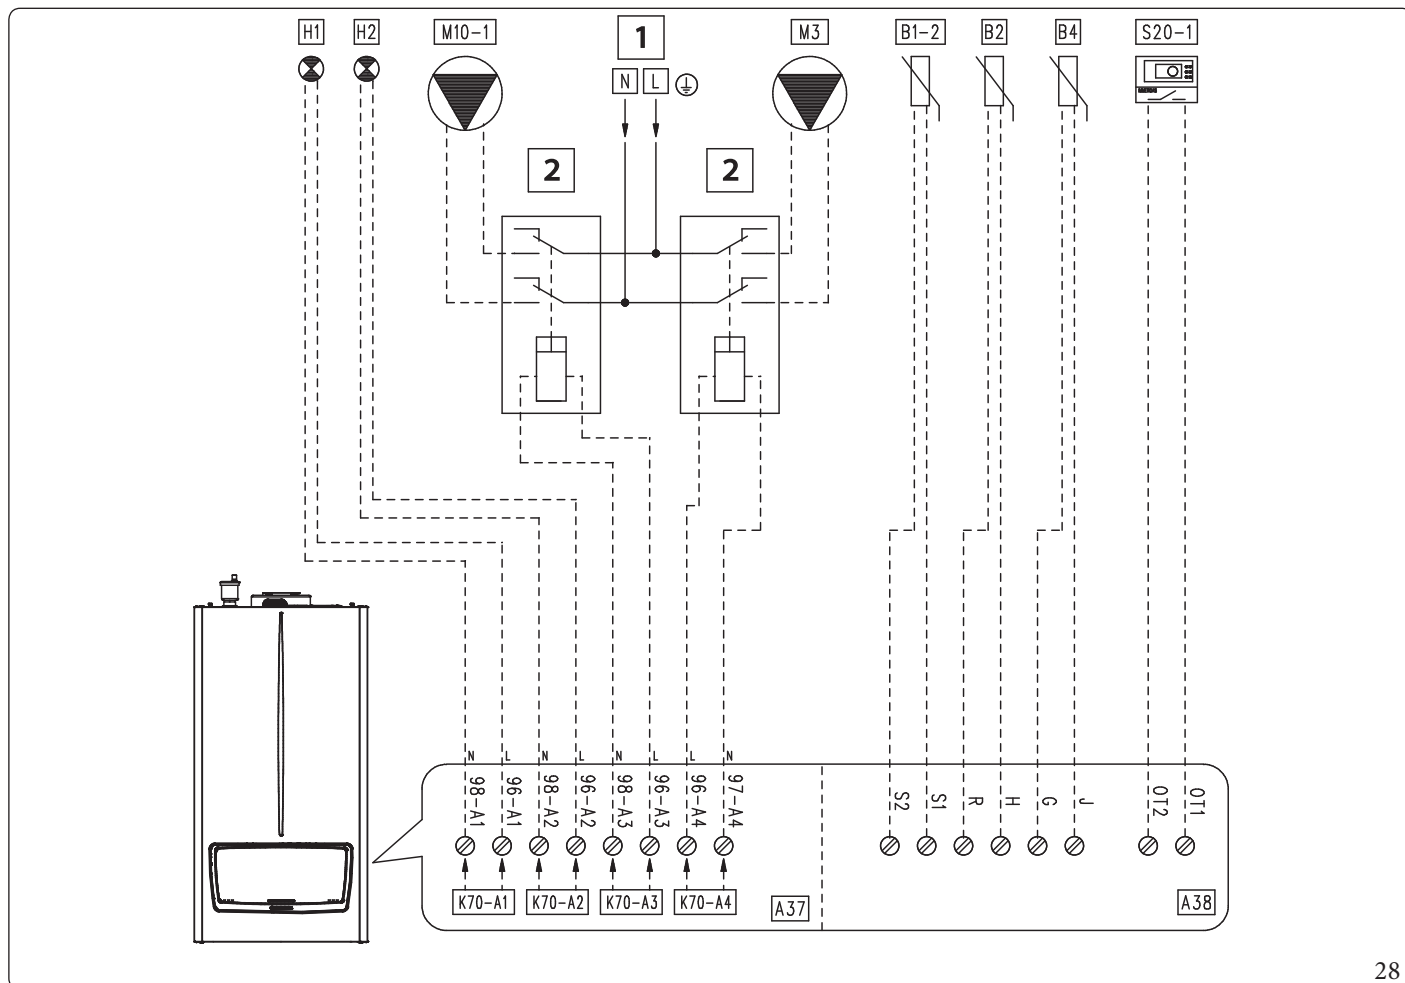 H1 H2 M10-1 1 M3 B1-2 B2 B4 S20-1
N L
2 2
N L N L N L L N
98-A1 96-A1 98-A2 96-A2 98-A3 96-A3 96-A4 97-A4 S2 S1 R H G J OT2 OT1
K70-A1 K70-A2 K70-A3 K70-A4 A37 A38
28